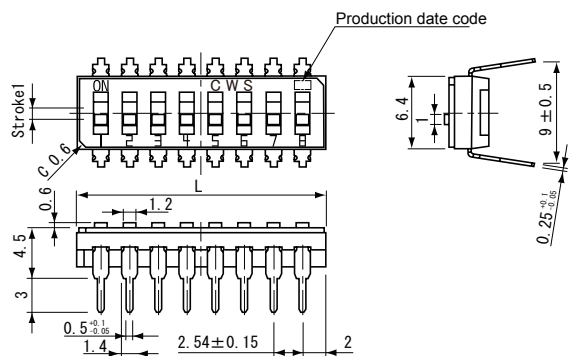 Production date code
ON
C W S
1 2 3 4 5 6 7 8
Stroke1
C0.6
6.4
1
9±0.5
0.25 +0.1 -0.05
L
0.6
1.2
4.5
3
0.5 +0.1 -0.05
1.4
2.54±0.15
2